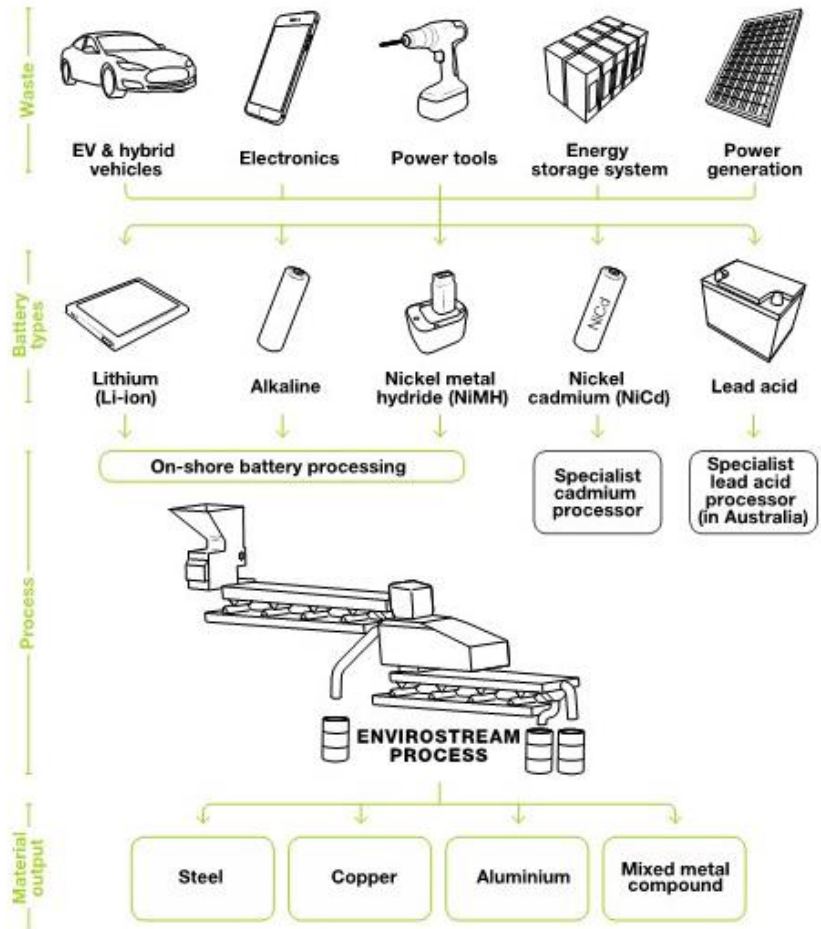 Waste
EV & hybrid
vehicles
Electronics
Power tools
Energy
storage system
Power
generation
Battery
types
Lithium
(Li-ion)
Alkaline
Nickel metal
hydride (NiMH)
NiCd
Nickel
cadmium (NiCd)
Lead acid
Process
On-shore battery processing
Specialist
cadmium
processor
Specialist
lead acid
processor
(in Australia)
ENVIROSTREAM
PROCESS
Material
output
Steel
Copper
Aluminium
Mixed metal
compound